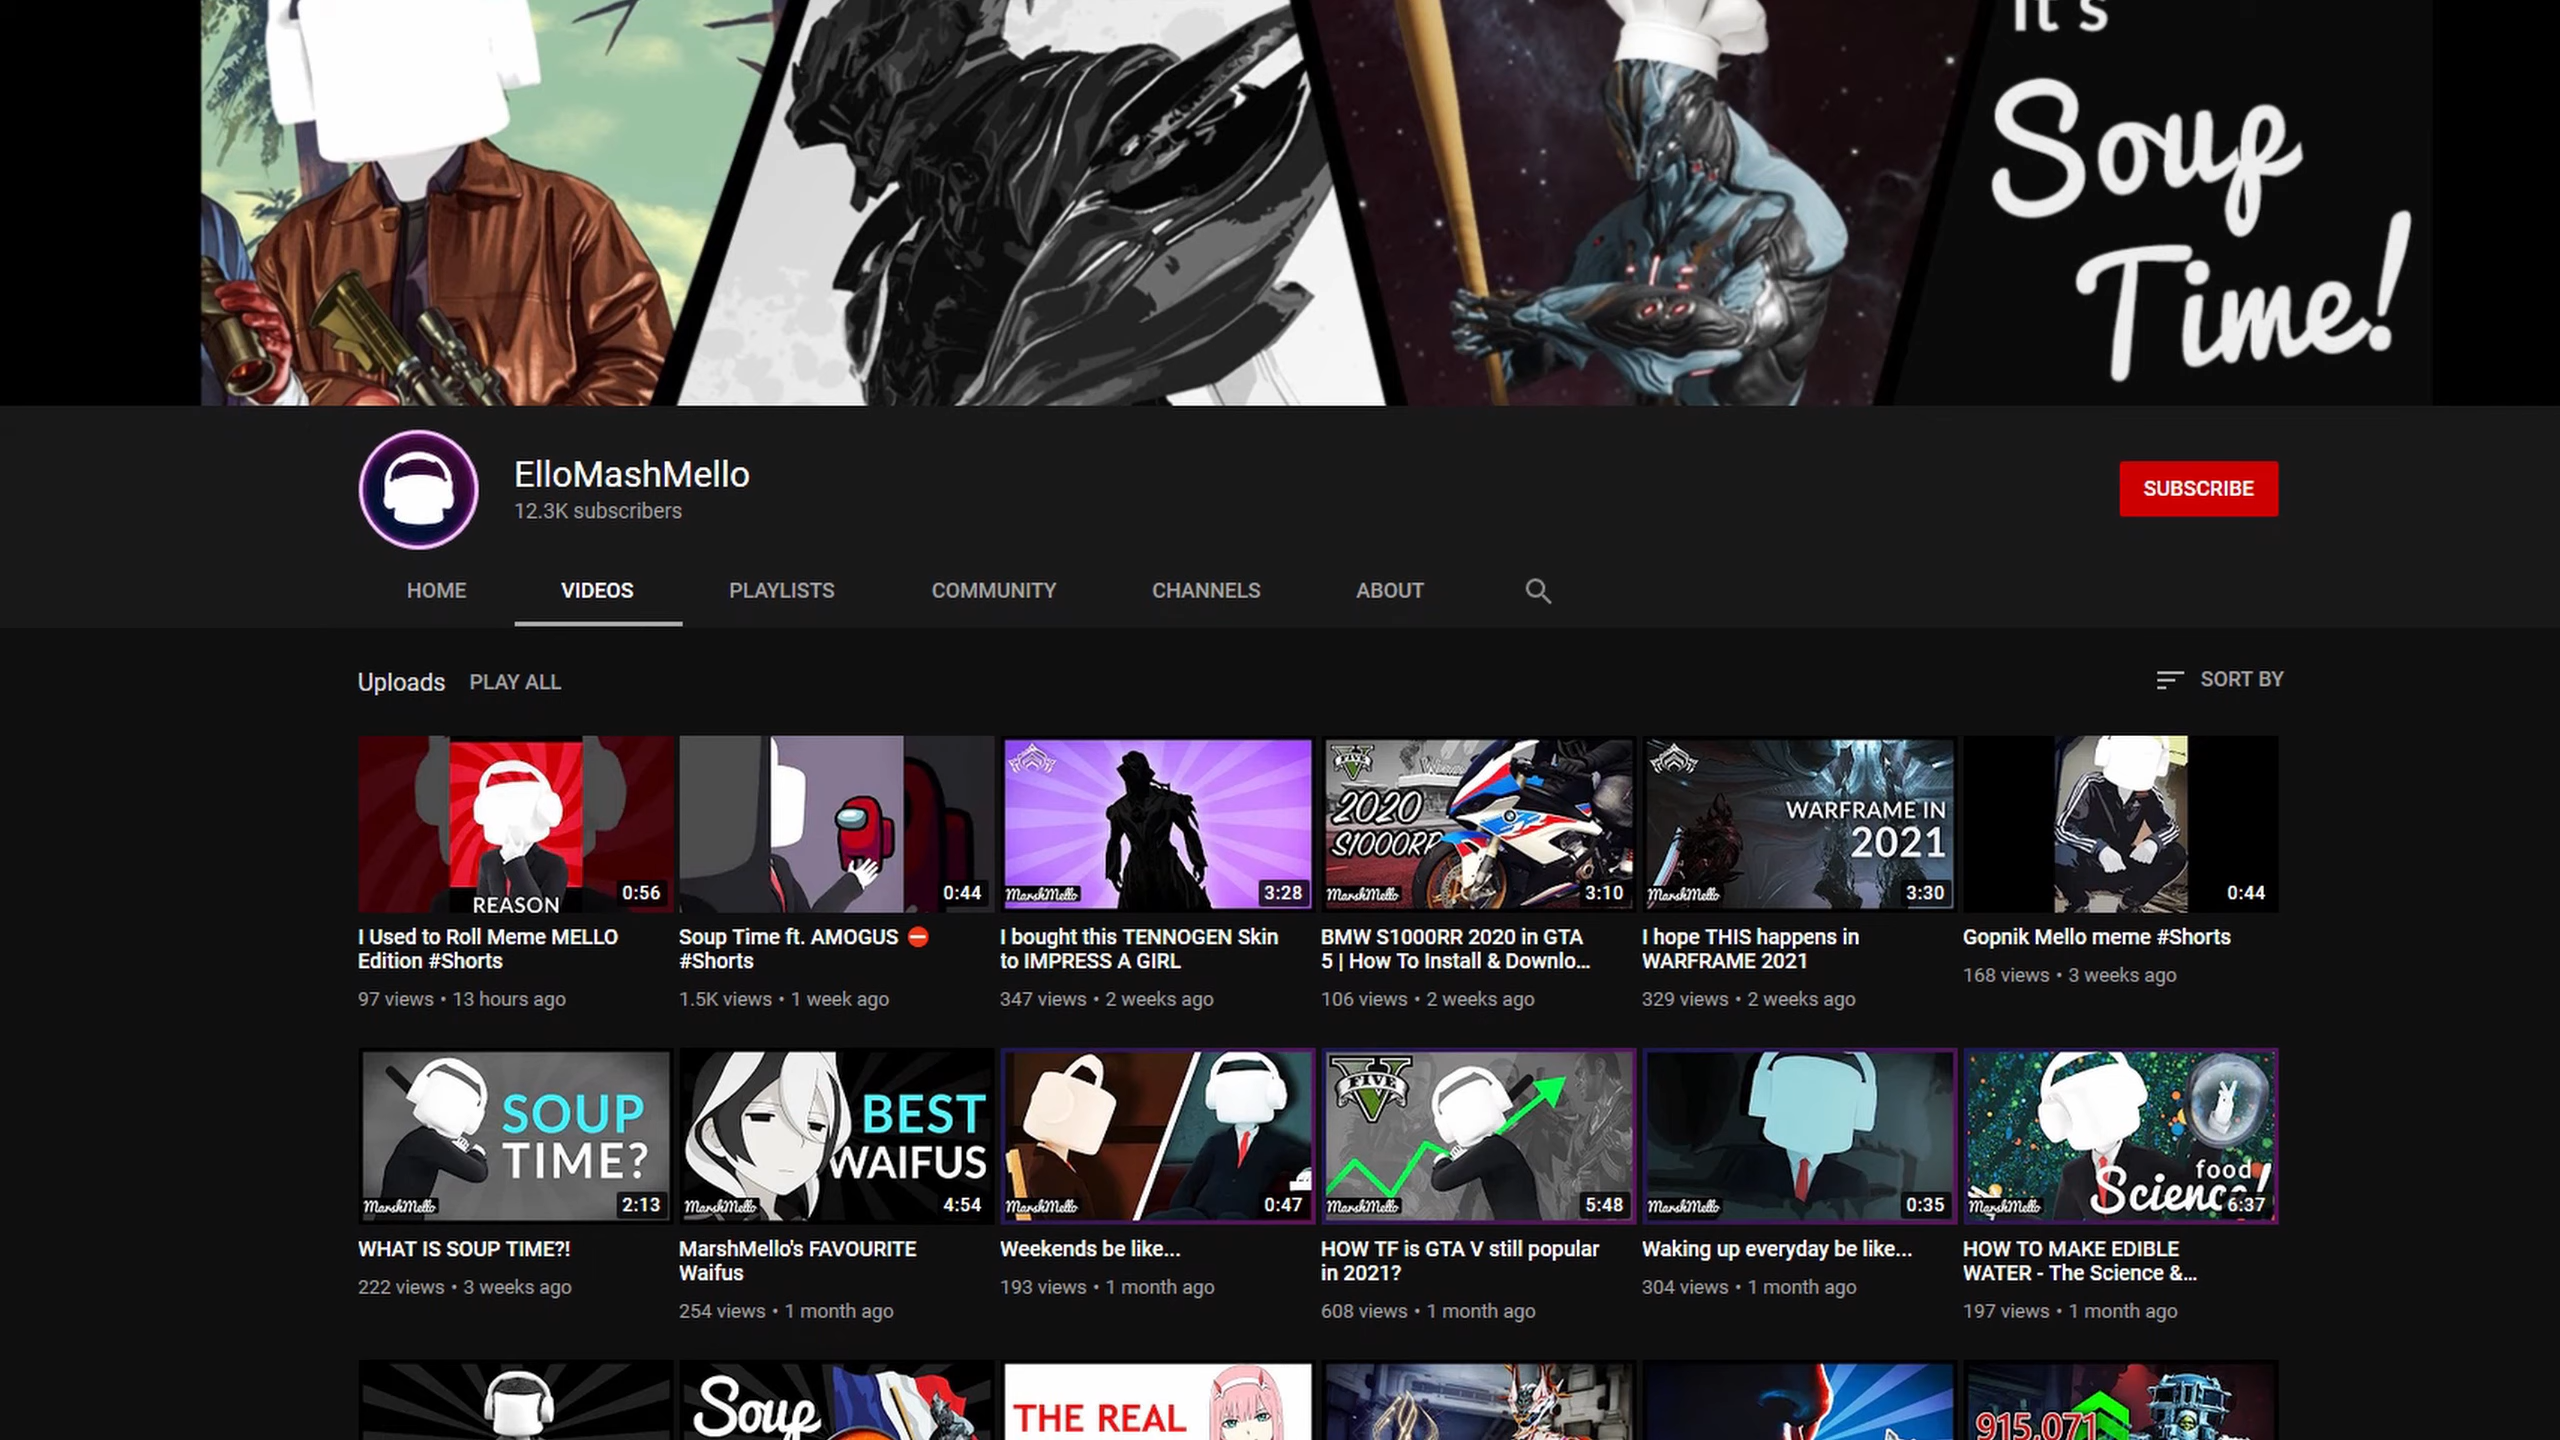 It's
Soup
Time!
ElloMashMello
12.3K subscribers
SUBSCRIBE
HOME
VIDEOS
PLAYLISTS
COMMUNITY
CHANNELS
ABOUT
Uploads
PLAY ALL
SORT BY
REASON
0:56
0:44
MarshMello
3:28
FIVE
2020
S1000RR
MarshMello
3:10
WARFRAME IN
2021
MarshMello
3:30
0:44
I Used to Roll Meme MELLO
Edition #Shorts
97 views • 13 hours ago
Soup Time ft. AMOGUS ⛔
#Shorts
1.5K views • 1 week ago
I bought this TENNOGEN Skin
to IMPRESS A GIRL
347 views • 2 weeks ago
BMW S1000RR 2020 in GTA
5 | How To Install & Downlo...
106 views • 2 weeks ago
I hope THIS happens in
WARFRAME 2021
329 views • 2 weeks ago
Gopnik Mello meme #Shorts
168 views • 3 weeks ago
SOUP
TIME?
MarshMello
2:13
BEST
WAIFUS
MarshMello
4:54
MarshMello
0:47
FIVE
MarshMello
5:48
MarshMello
0:35
food
Science!
MarshMello
6:37
WHAT IS SOUP TIME?!
222 views • 3 weeks ago
MarshMello's FAVOURITE
Waifus
254 views • 1 month ago
Weekends be like...
193 views • 1 month ago
HOW TF is GTA V still popular
in 2021?
608 views • 1 month ago
Waking up everyday be like...
304 views • 1 month ago
HOW TO MAKE EDIBLE
WATER - The Science &...
197 views • 1 month ago
Soup
THE REAL
915,071